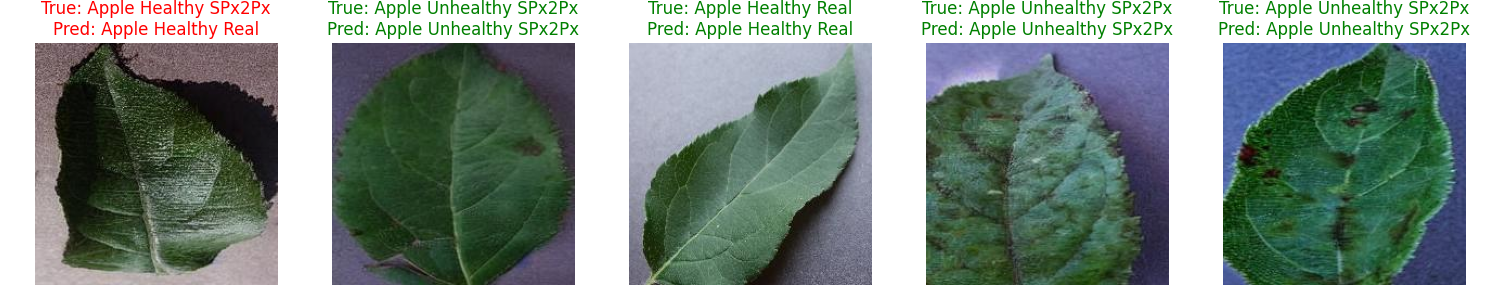 True: Apple Healthy SPx2Px
Pred: Apple Healthy Real
True: Apple Unhealthy SPx2Px
Pred: Apple Unhealthy SPx2Px
True: Apple Healthy Real
Pred: Apple Healthy Real
True: Apple Unhealthy SPx2Px
Pred: Apple Unhealthy SPx2Px
True: Apple Unhealthy SPx2Px
Pred: Apple Unhealthy SPx2Px